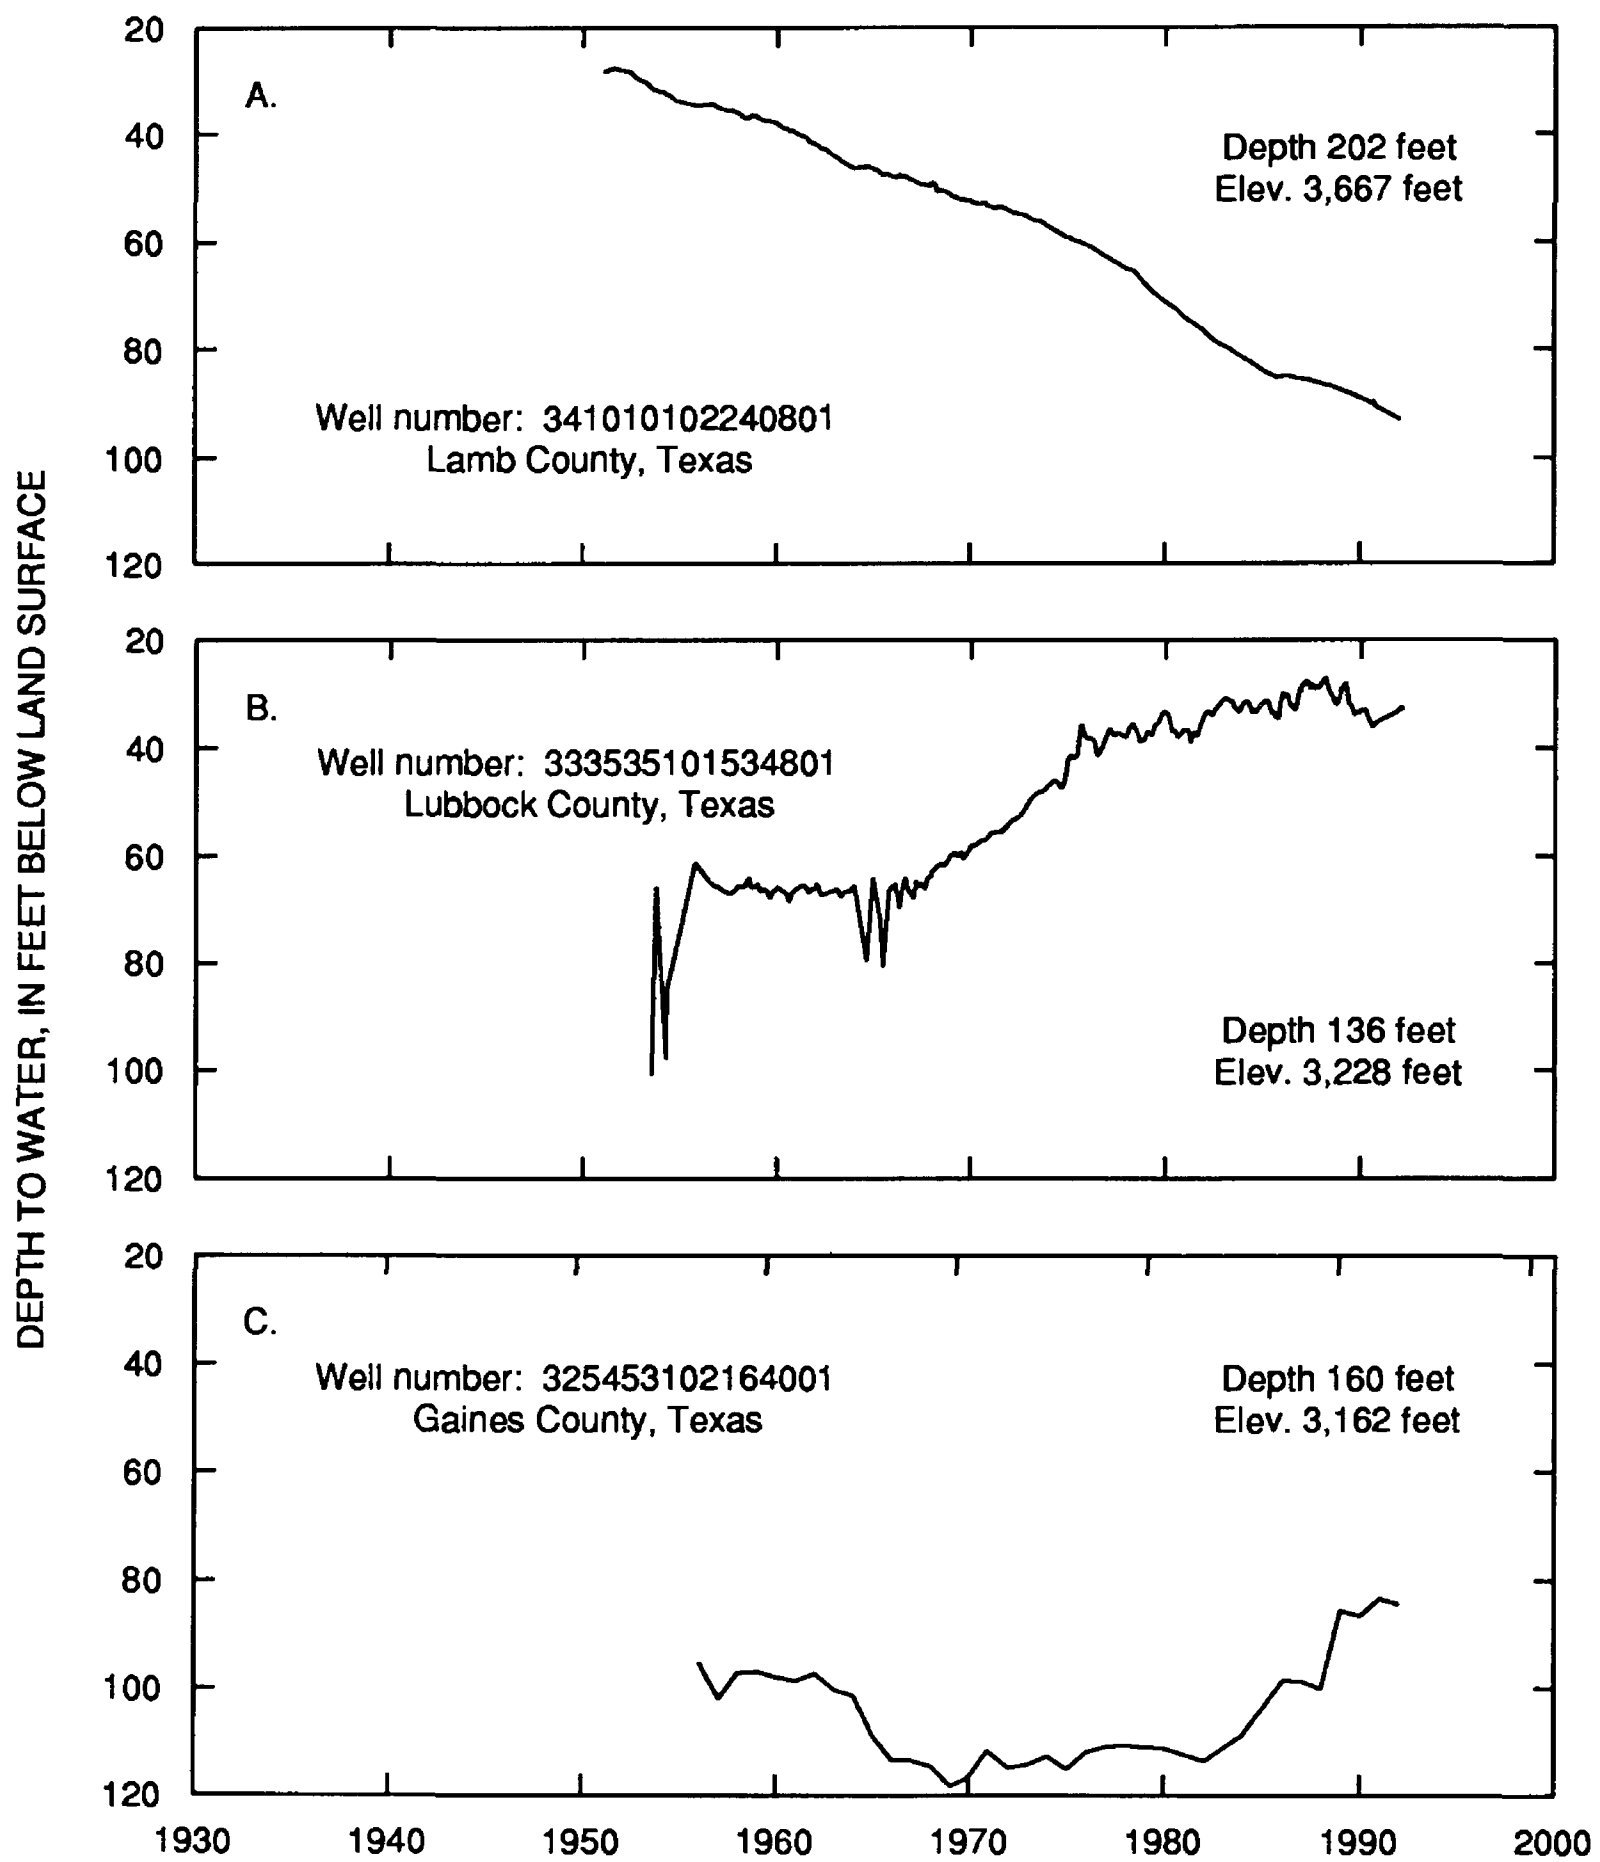 DEPTH TO WATER, IN FEET BELOW LAND SURFACE
20
A.
40
Depth 202 feet
Elev. 3,667 feet
60
80
Well number: 341010102240801
Lamb County, Texas
100
120
20
B.
40
Well number: 333535101534801
Lubbock County, Texas
60
80
Depth 136 feet
Elev. 3,228 feet
100
120
20
C.
40
Well number: 325453102164001
Gaines County, Texas
Depth 160 feet
Elev. 3,162 feet
60
80
100
120
1930 1940 1950 1960 1970 1980 1990 2000